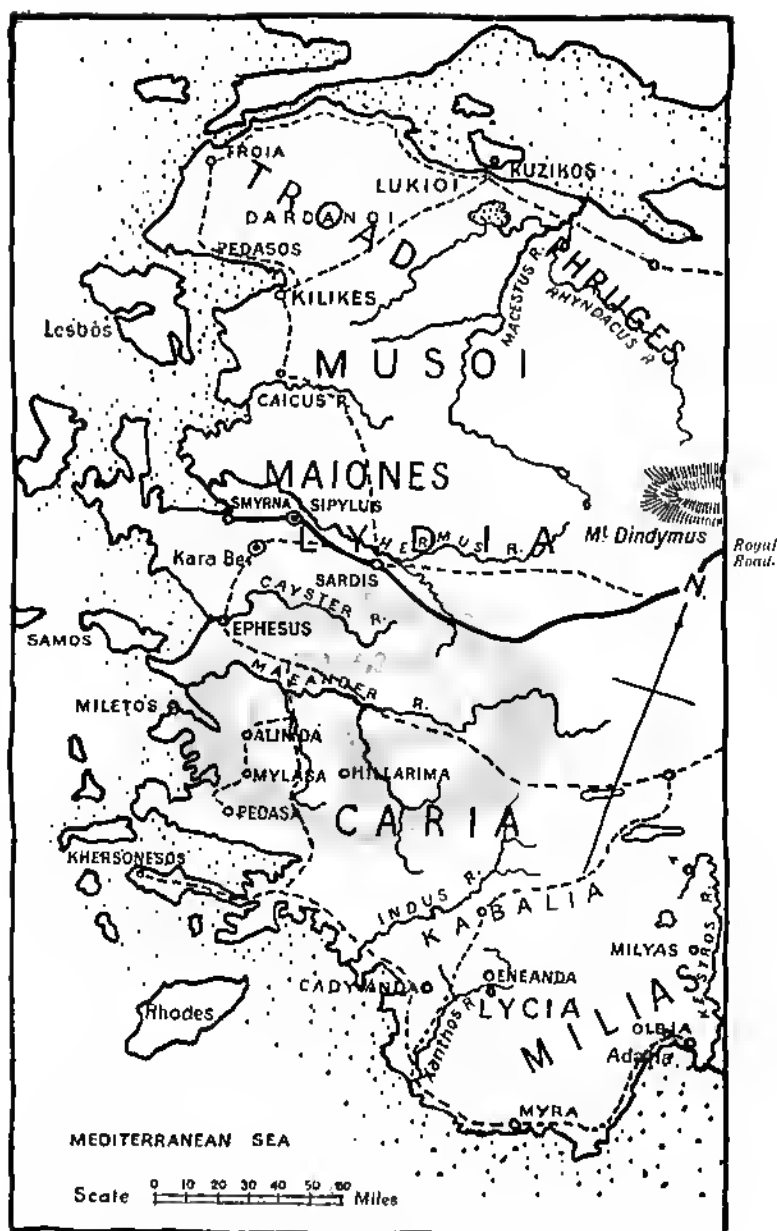 TROIA
KUZIKOS
LUKIOI
TROAD
DARDANOI
PEDASOS
PHRUGES
KILIKES
MACESTUS R.
RHYNDACUS R
Lesbos
MUSOI
CAICUS R.
MAIONES
SMYRNA
SIPYLUS
LYDIA
HERMUS R.
Mt. Dindymus
Royal
Road.
Kara Be
SARDIS
N.
CAYSTER R.
EPHESUS
SAMOS
MAEANDER R.
MILETOS
ALINDA
MYLASA
HILLARIMA
PEDASA
CARIA
KHERSONESOS
INDUS R.
KABALIA
MILYAS
KESTROS R.
CADYANDA
ENEANDA
LYCIA
MILIAS
Xanthos R.
Rhodes
OLBIA
Adalia
MYRA
MEDITERRANEAN SEA
Scale 0 10 20 30 50 60 Miles